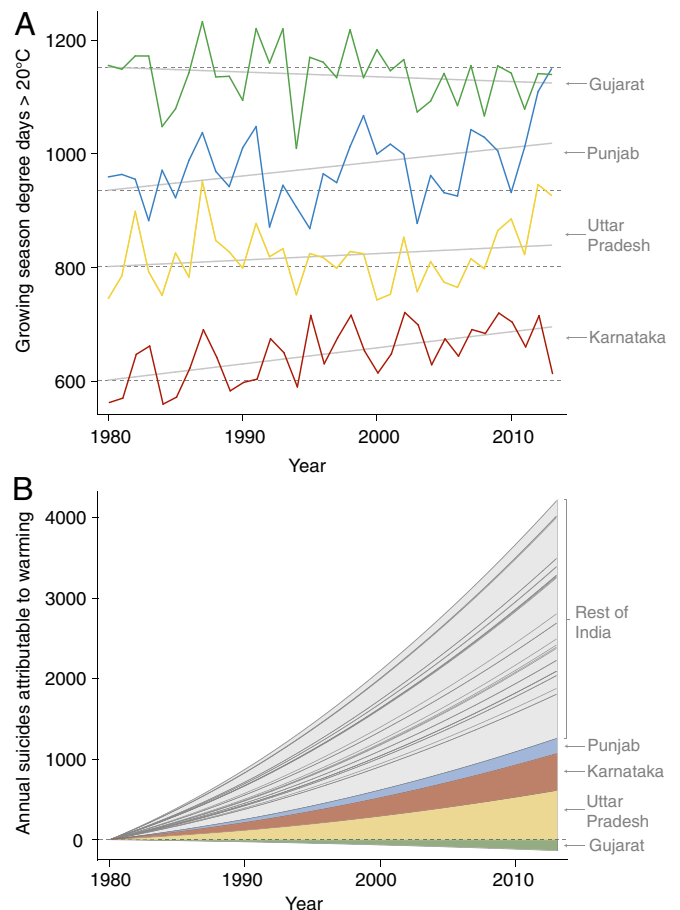 A
Growing season degree days > 20°C
1200
1000
800
600
Gujarat
Punjab
Uttar
Pradesh
Karnataka
1980
1990
2000
2010
Year
B
Annual suicides attributable to warming
4000
3000
2000
1000
0
Rest of
India
Punjab
Karnataka
Uttar
Pradesh
Gujarat
1980
1990
2000
2010
Year